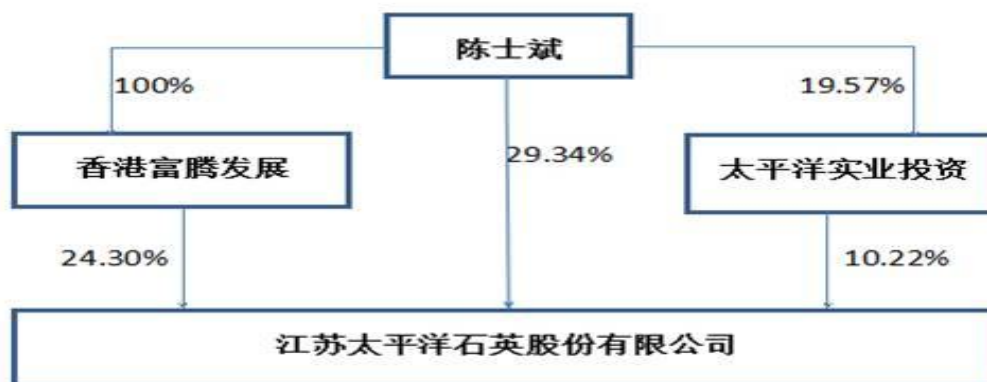 陈士斌
100%
19.57%
29.34%
香港富腾发展
太平洋实业投资
24.30%
10.22%
江苏太平洋石英股份有限公司